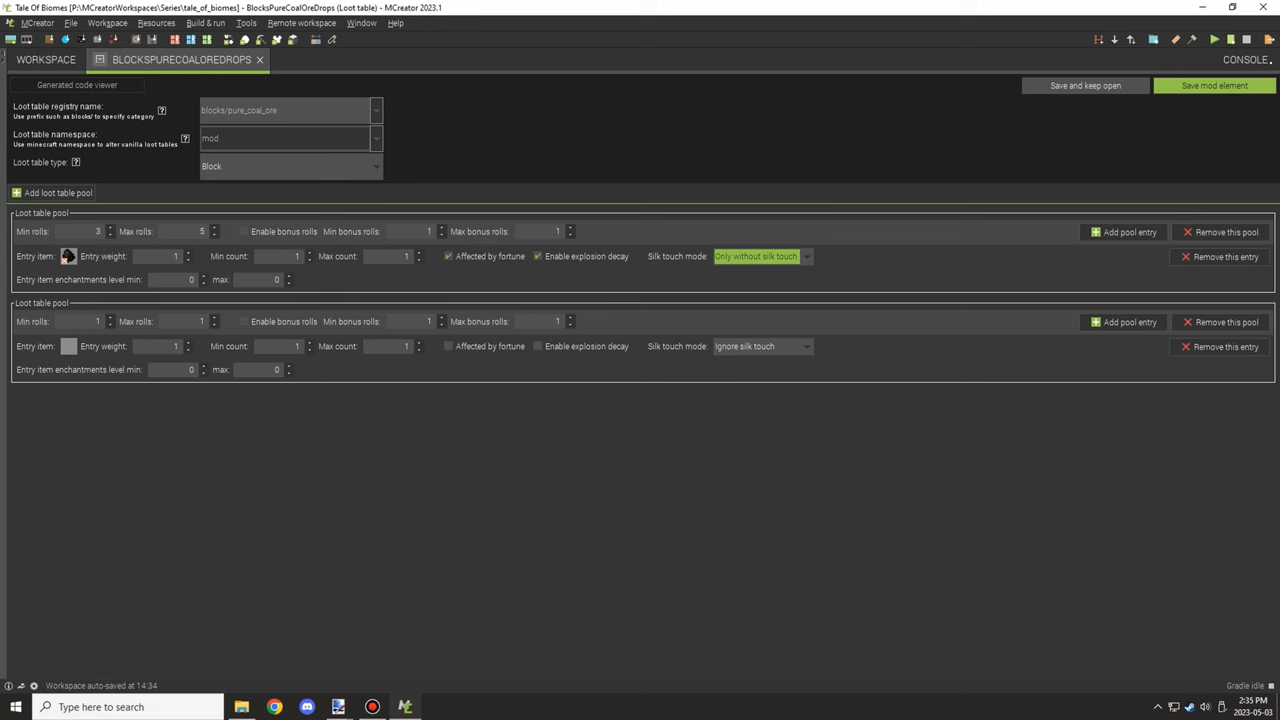 Tale Of Biomes [P:\MCreatorWorkspaces\Series\tale_of_biomes] - BlocksPureCoalOreDrops (Loot table) - MCreator 2023.1
MCreator File Workspace Resources Build & run Tools Remote workspace Window Help
WORKSPACE BLOCKSPURECOALOREDROPS CONSOLE
Generated code viewer Save and keep open Save mod element
Loot table registry name:
Use prefix such as blocks/ to specify category
? blocks/pure_coal_ore
Loot table namespace:
Use minecraft namespace to alter vanilla loot tables
? mod
Loot table type: ? Block
Add loot table pool
Loot table pool
Min rolls: 3 Max rolls: 5 Enable bonus rolls Min bonus rolls: 1 Max bonus rolls: 1 Add pool entry Remove this pool
Entry item: Entry weight: 1 Min count: 1 Max count: 1 Affected by fortune Enable explosion decay Silk touch mode: Only without silk touch Remove this entry
Entry item enchantments level min: 0 max: 0
Loot table pool
Min rolls: 1 Max rolls: 1 Enable bonus rolls Min bonus rolls: 1 Max bonus rolls: 1 Add pool entry Remove this pool
Entry item: Entry weight: 1 Min count: 1 Max count: 1 Affected by fortune Enable explosion decay Silk touch mode: Ignore silk touch Remove this entry
Entry item enchantments level min: 0 max: 0
Workspace auto-saved at 14:34 Gradle idle
Type here to search
2:35 PM
2023-05-03